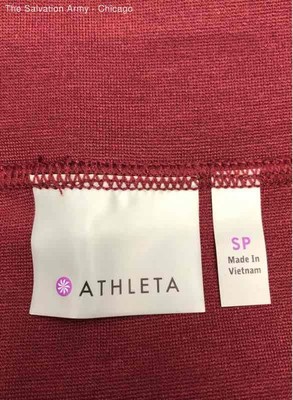 The Salvation Army - Chicago
ATHLETA
SP
Made In
Vietnam